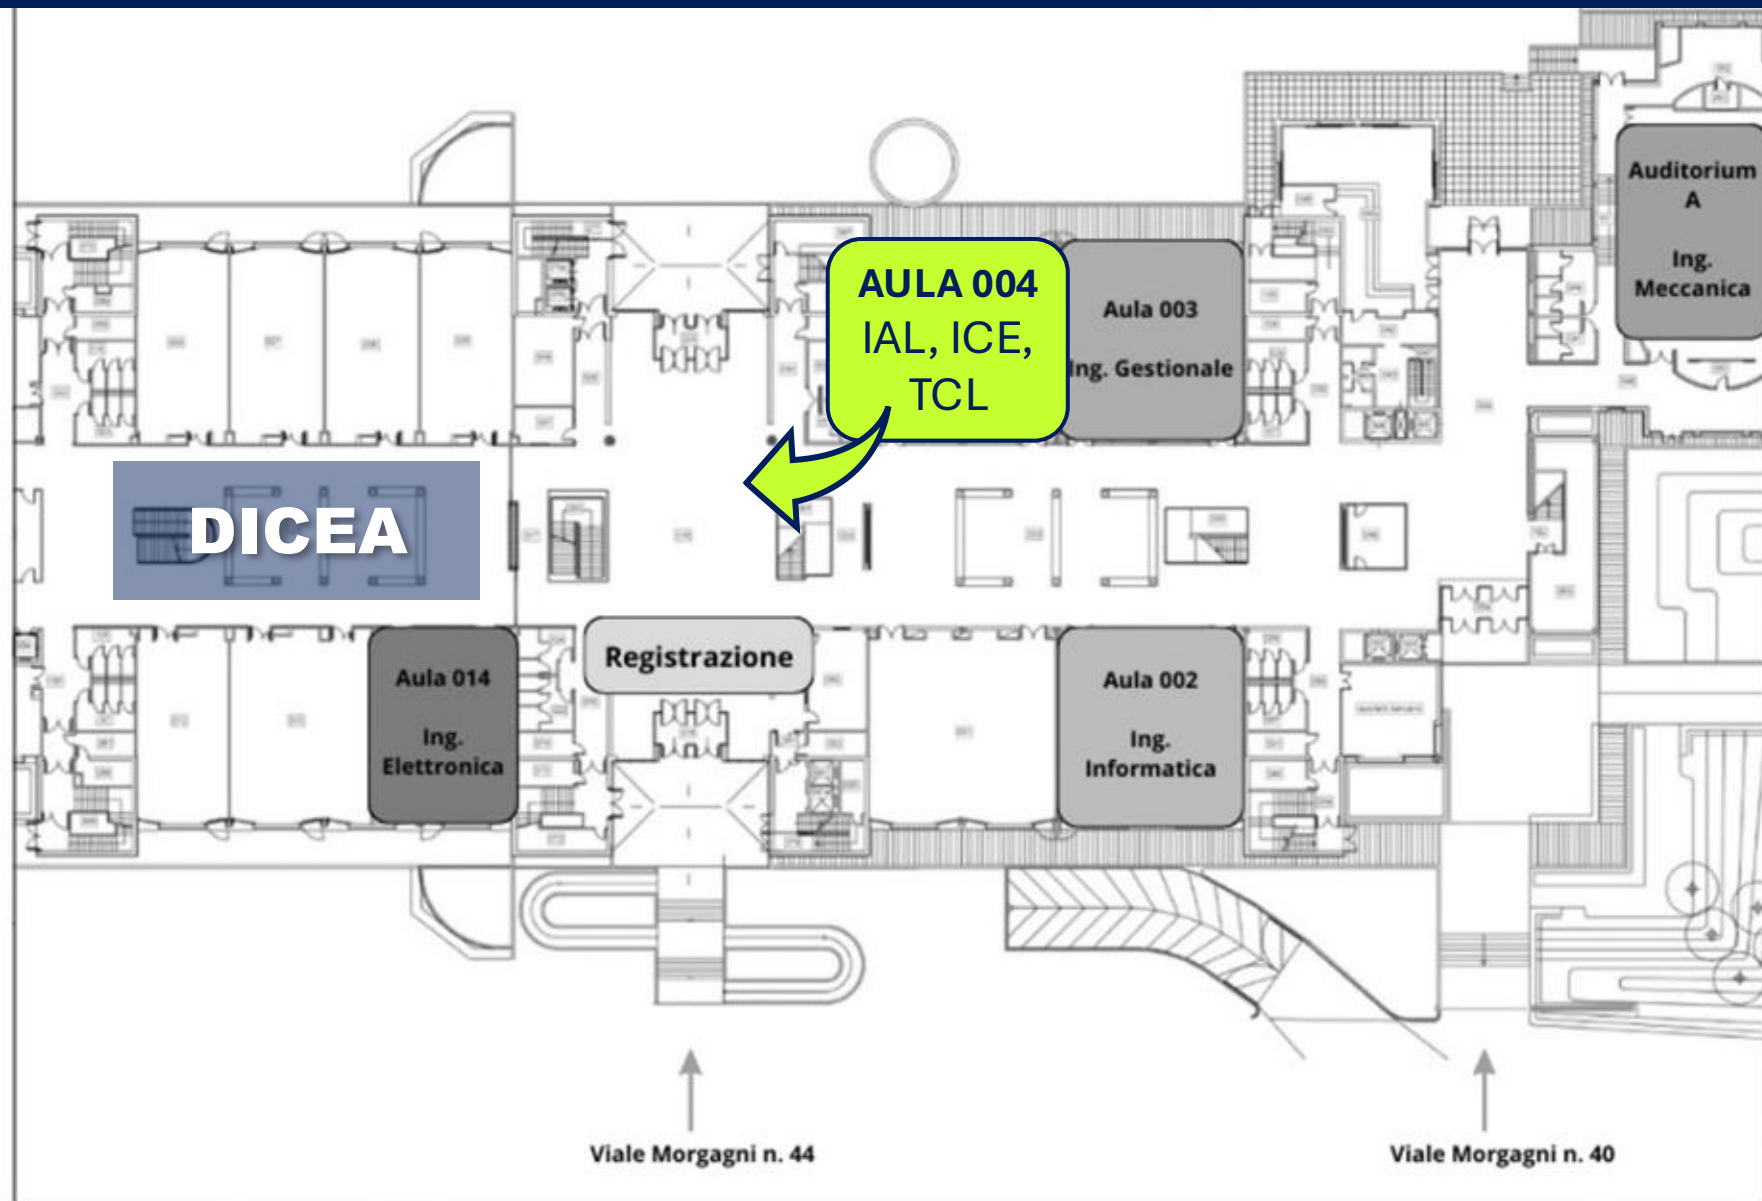 Auditorium
A
Ing.
Meccanica
AULA 004
IAL, ICE,
TCL
Aula 003
Ing. Gestionale
DICEA
Registrazione
Aula 014
Ing.
Elettronica
Aula 002
Ing.
Informatica
Viale Morgagni n. 44
Viale Morgagni n. 40